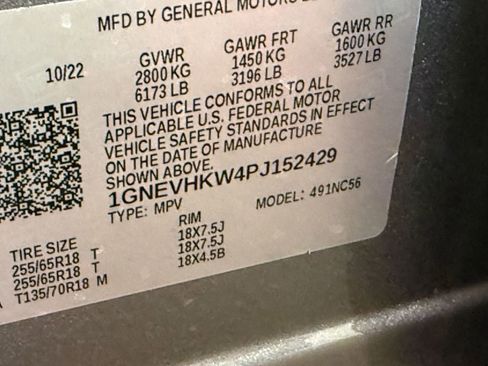 MFD BY GENERAL MOTORS
10/22
GVWR GAWR FRT GAWR RR
2800 KG 1450 KG 1600 KG
6173 LB 3196 LB 3527 LB
THIS VEHICLE CONFORMS TO ALL
APPLICABLE U.S. FEDERAL MOTOR
VEHICLE SAFETY STANDARDS IN EFFECT
ON THE DATE OF MANUFACTURE
SHOWN ABOVE.
1GNEVHKW4PJ152429
TYPE: MPV MODEL: 491NC56
TIRE SIZE RIM
255/65R18 T 18X7.5J
255/65R18 T 18X7.5J
T135/70R18 M 18X4.5B